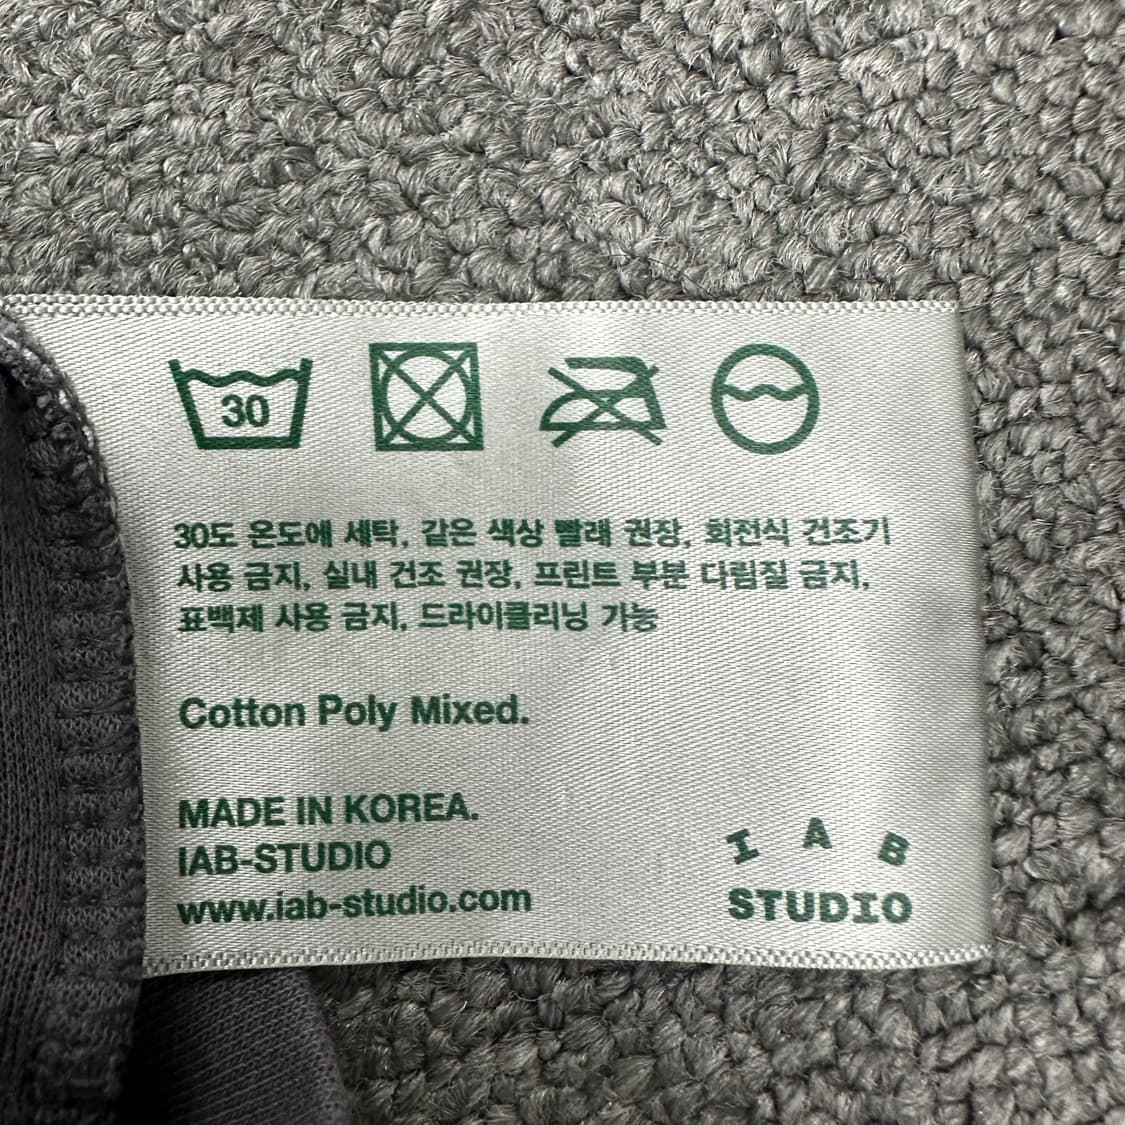 30
30도 온도에 세탁, 같은 색상 빨래 권장, 회전식 건조기
사용 금지, 실내 건조 권장, 프린트 부분 다림질 금지,
표백제 사용 금지, 드라이클리닝 가능
Cotton Poly Mixed.
MADE IN KOREA.
IAB-STUDIO
www.iab-studio.com
I A B
STUDIO